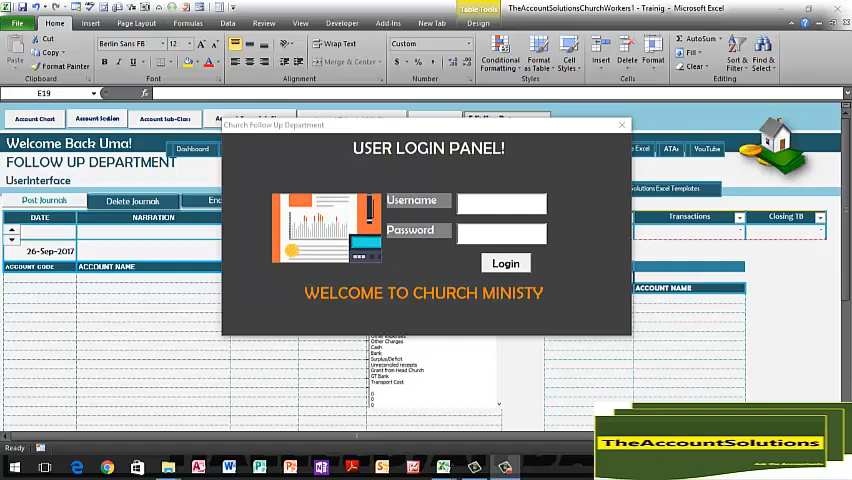 Table Tools
TheAccountSolutionsChurchWorkers1 - Trainig - Microsoft Excel
File Home Insert Page Layout Formulas Data Review View Developer Add-Ins New Tab Design
Cut
Copy
Paste
Format Painter
Clipboard
Berlin Sans FB 12
Font
Wrap Text
Merge & Center
Alignment
Custom
Number
Conditional Formatting Format as Table Cell Styles
Styles
Insert Delete Format
Cells
AutoSum
Fill
Clear
Sort & Filter Find & Select
Editing
E19
fx
Account Chart Account Section Account Sub-Class
Church Follow Up Department
Welcome Back Uma!
Dashboard
Excel ATAs YouTube
FOLLOW UP DEPARTMENT
UserInterface
Solutions Excel Templates
Post Journals Delete Journals
USER LOGIN PANEL!
Username
Password
Login
WELCOME TO CHURCH MINISTY
DATE NARRATION Transactions Closing TB
26-Sep-2017
ACCOUNT CODE ACCOUNT NAME ACCOUNT NAME
Other Expenses
Other Charges
Cash
Bank
Surplus/Deficit
Unreconciled receipts
Grant from Head Church
GT Bank
Transport Cost
0
0
0
TheAccountSolutions
Ready